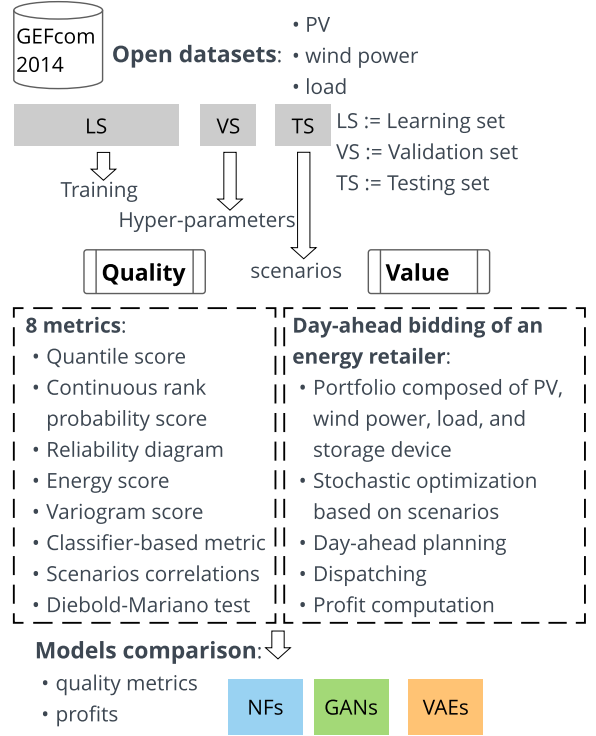 GEFcom
2014
Open datasets:
• PV
• wind power
• load
LS
VS
TS
LS := Learning set
VS := Validation set
TS := Testing set
Training
Hyper-parameters
scenarios
Quality
Value
8 metrics:
• Quantile score
• Continuous rank
probability score
• Reliability diagram
• Energy score
• Variogram score
• Classifier-based metric
• Scenarios correlations
• Diebold-Mariano test
Day-ahead bidding of an
energy retailer:
• Portfolio composed of PV,
wind power, load, and
storage device
• Stochastic optimization
based on scenarios
• Day-ahead planning
• Dispatching
• Profit computation
Models comparison:
• quality metrics
• profits
NFs
GANs
VAEs